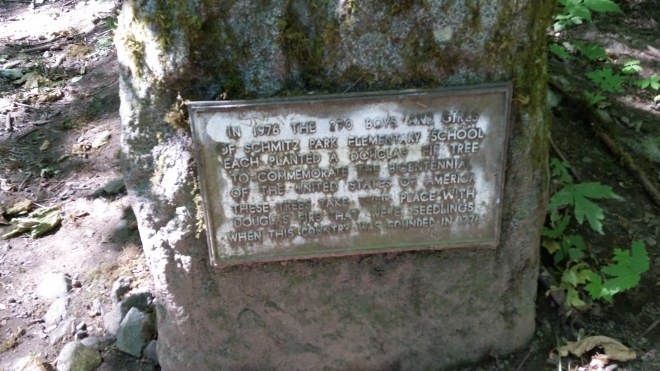 IN 1976 THE 270 BOYS AND GIRLS
OF SCHMITZ PARK ELEMENTARY SCHOOL
EACH PLANTED A DOUGLAS FIR TREE
TO COMMEMORATE THE BICENTENNIAL
OF THE UNITED STATES OF AMERICA
THESE TREES TAKE THEIR PLACE WITH
DOUGLAS FIRS THAT WERE SEEDLINGS
WHEN THIS COUNTRY WAS FOUNDED IN 1776